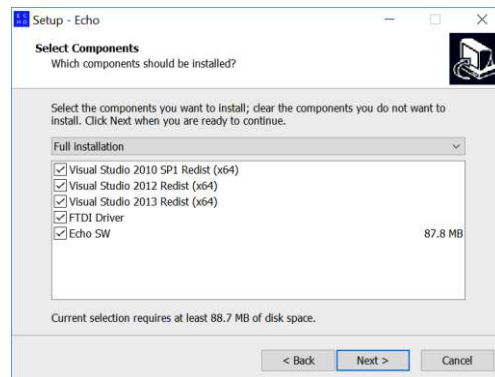 EC
HO
Setup - Echo
Select Components
Which components should be installed?
Select the components you want to install; clear the components you do not want to
install. Click Next when you are ready to continue.
Full installation
Visual Studio 2010 SP1 Redist (x64)
Visual Studio 2012 Redist (x64)
Visual Studio 2013 Redist (x64)
FTDI Driver
Echo SW 87.8 MB
Current selection requires at least 88.7 MB of disk space.
< Back Next > Cancel